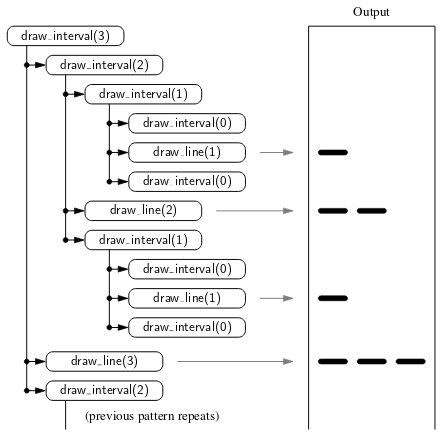 Output
draw_interval(3)
draw_interval(2)
draw_interval(1)
draw_interval(0)
draw_line(1)
draw_interval(0)
draw_line(2)
draw_interval(1)
draw_interval(0)
draw_line(1)
draw_interval(0)
draw_line(3)
draw_interval(2)
(previous pattern repeats)